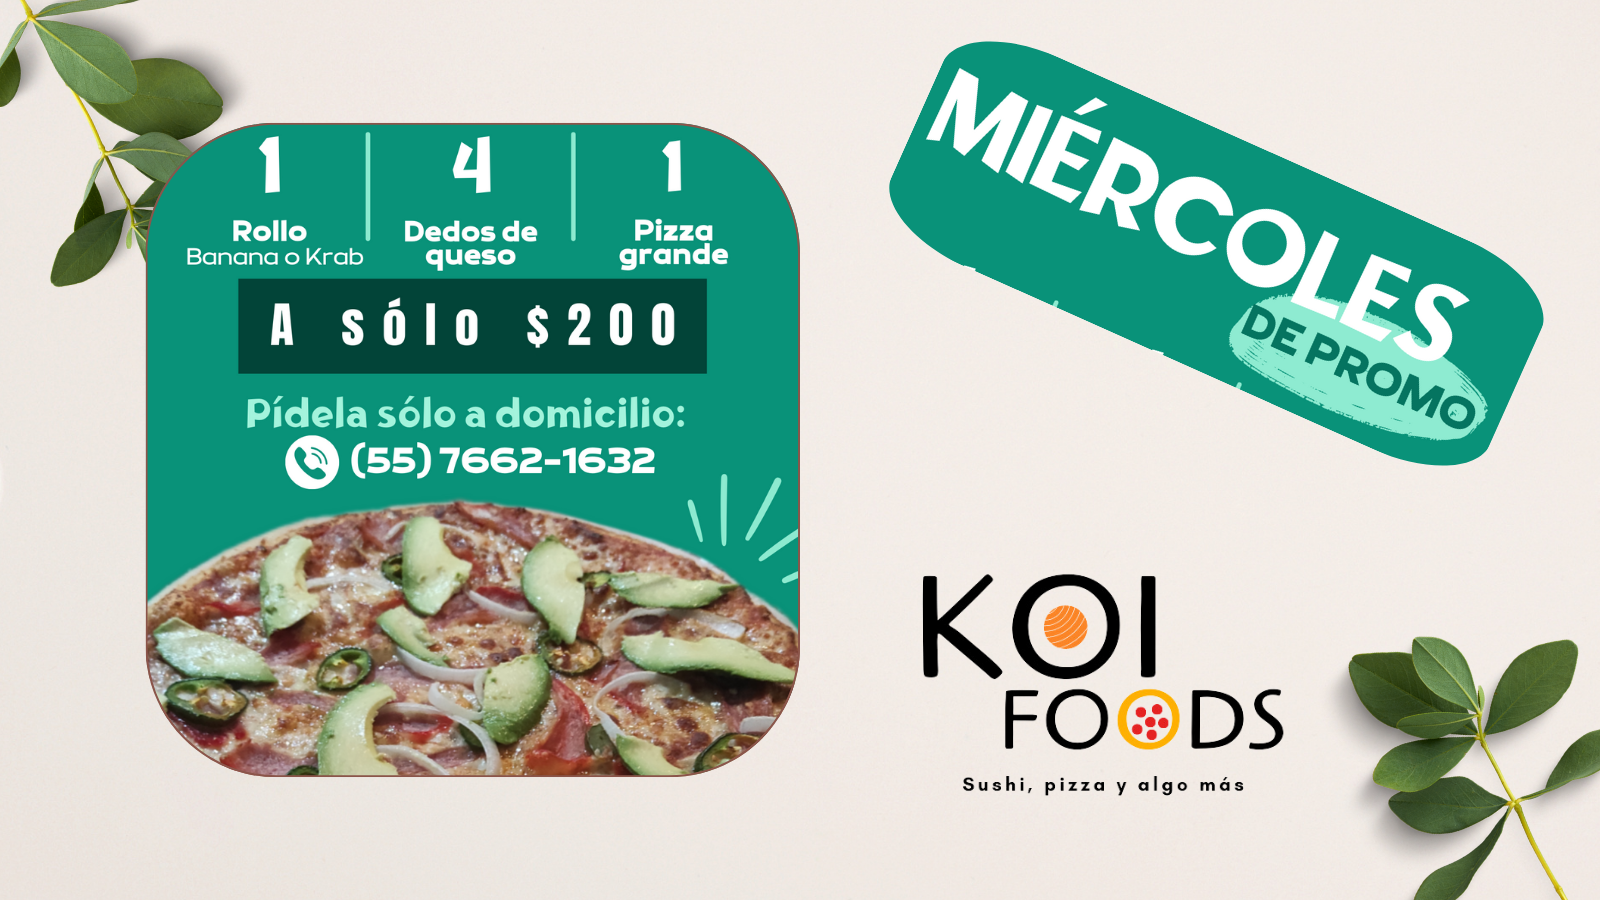 1
Rollo
Banana o Krab
4
Dedos de
queso
1
Pizza
grande
A sólo $200
Pídela sólo a domicilio:
(55) 7662-1632
MIÉRCOLES
DE PROMO
KOI
FOODS
Sushi, pizza y algo más